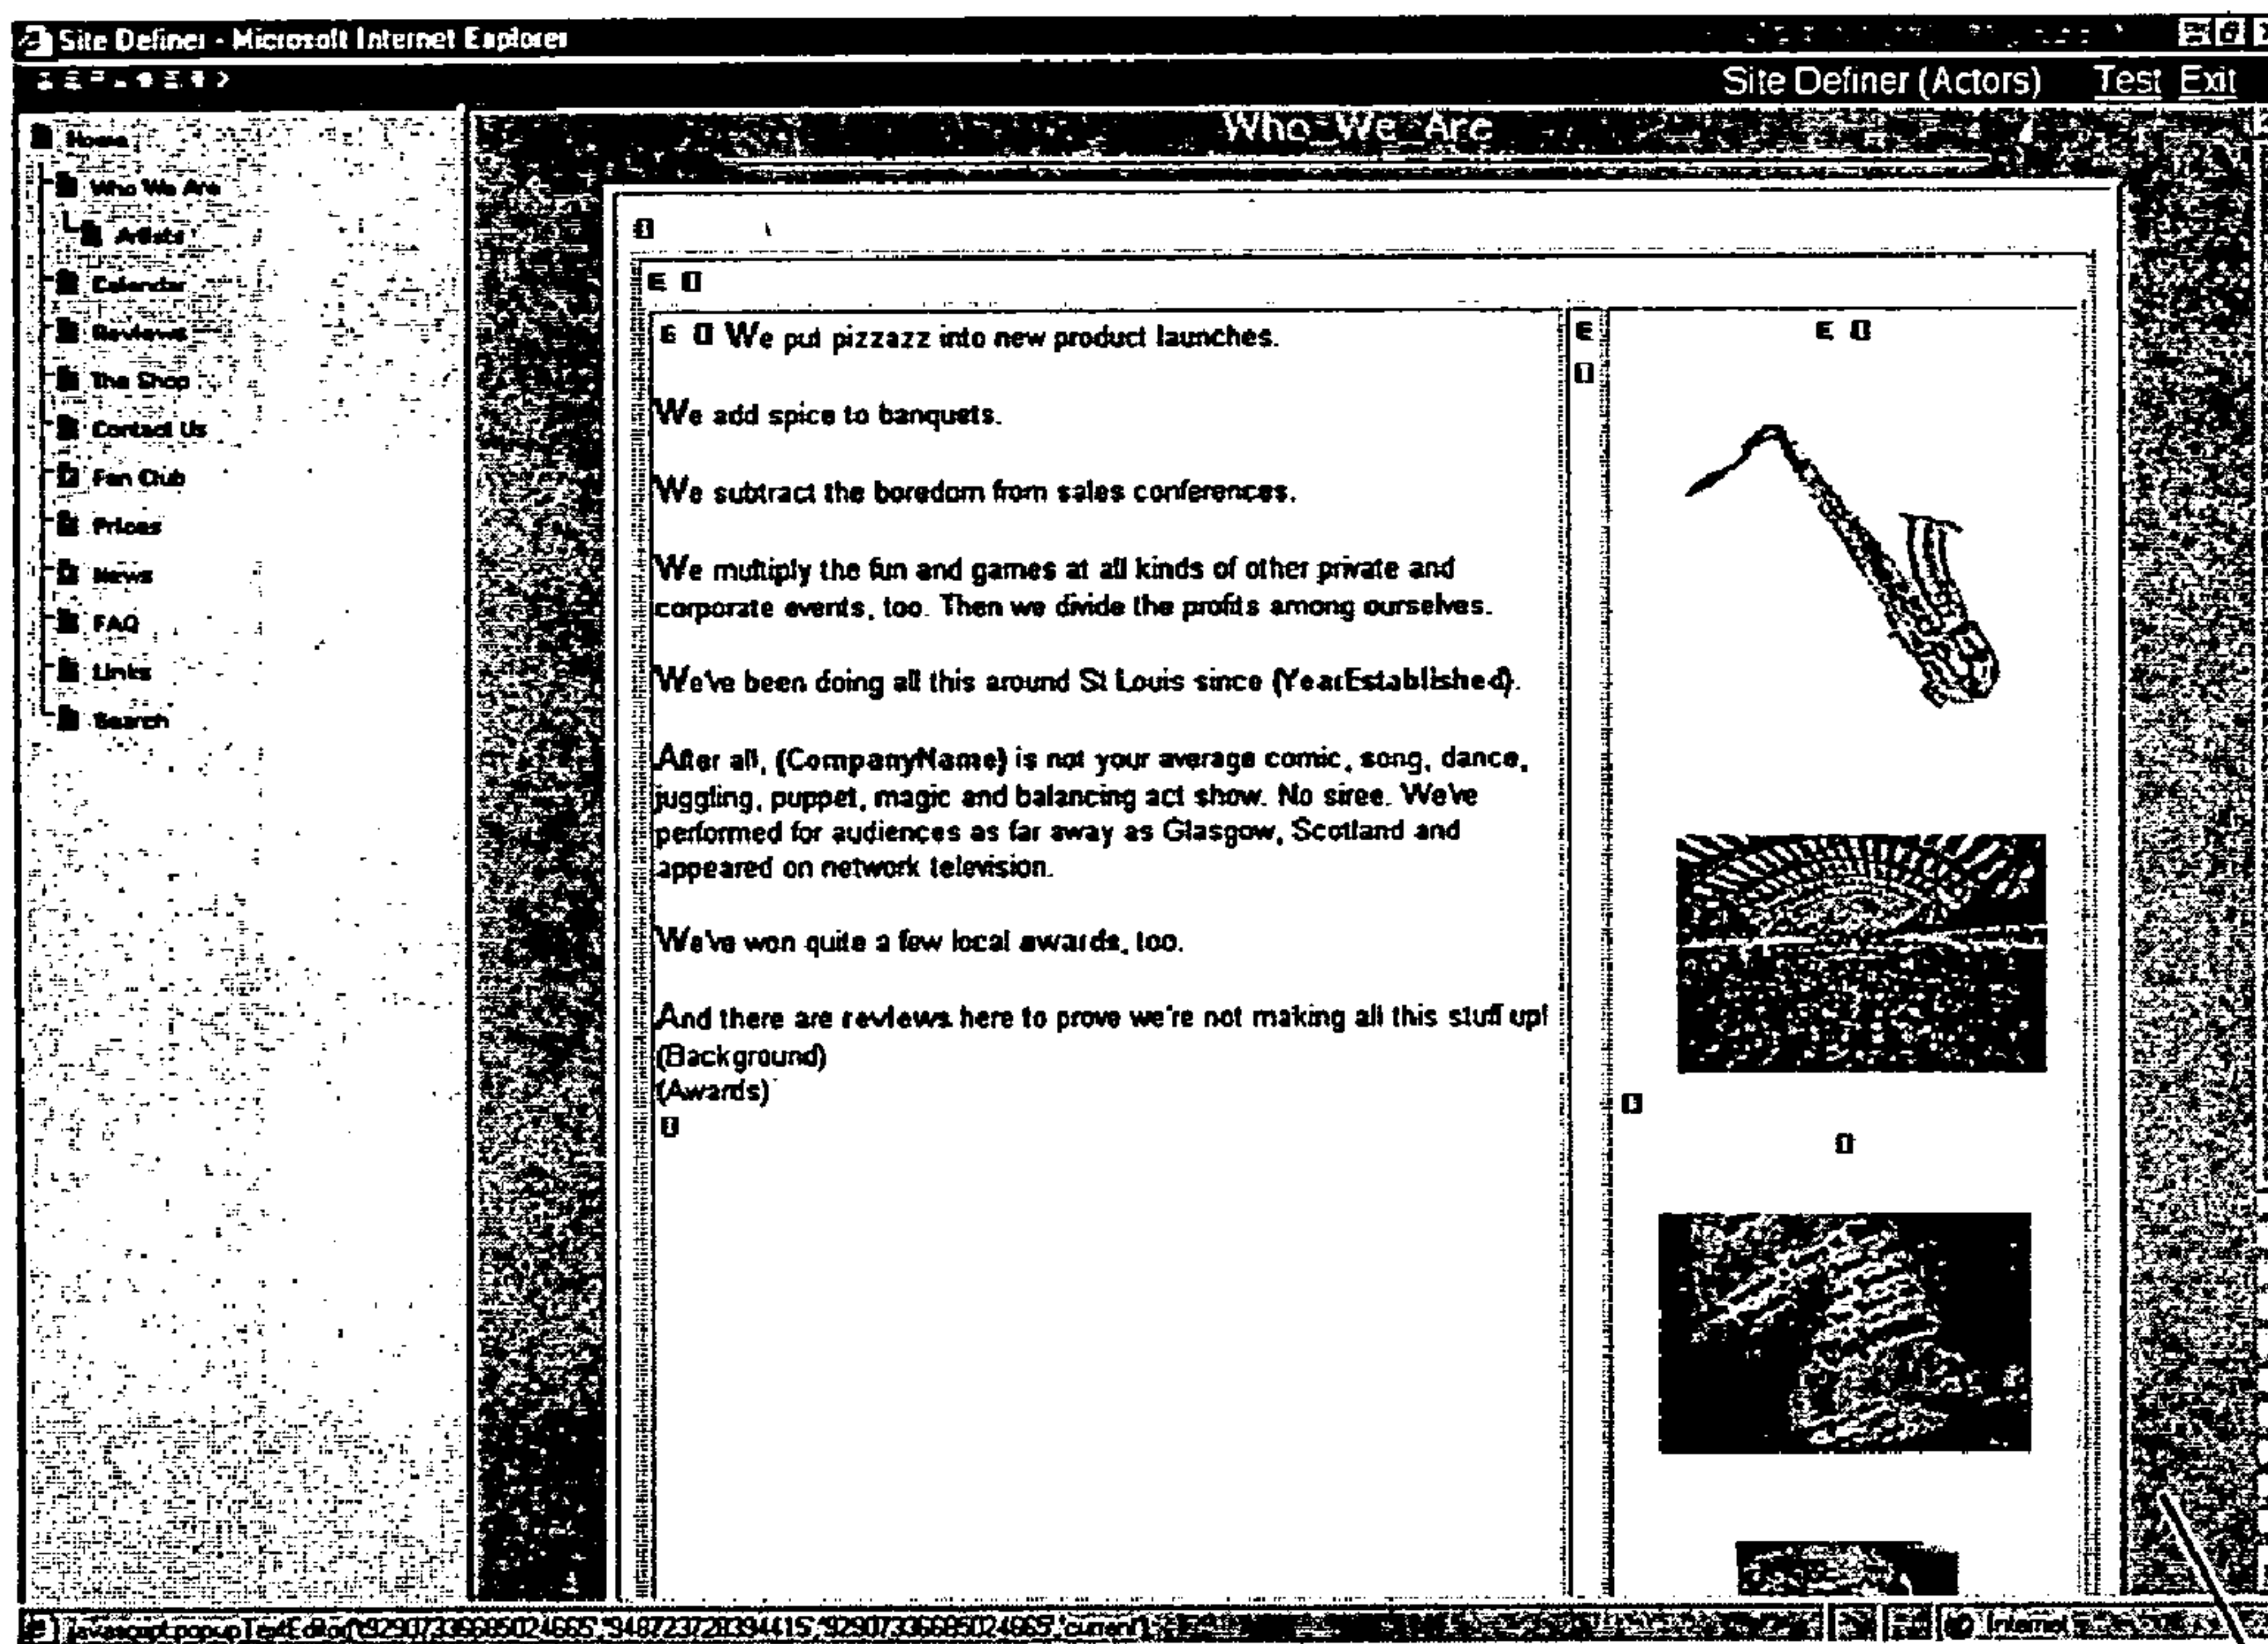 Site Definer - Microsoft Internet Explorer
Site Definer (Actors) Test Exit
Home
Who We Are
Artists
Calendar
Reviews
The Shop
Contact Us
Fan Club
Prices
News
FAQ
Links
Search
Who_We_Are
E I
E I We put pizzazz into new product launches.
We add spice to banquets.
We subtract the boredom from sales conferences.
We multiply the fun and games at all kinds of other private and
corporate events, too. Then we divide the profits among ourselves.
We've been doing all this around St Louis since (YearEstablished).
After all, (CompanyName) is not your average comic, song, dance,
juggling, puppet, magic and balancing act show. No siree. We've
performed for audiences as far away as Glasgow, Scotland and
appeared on network television.
We've won quite a few local awards, too.
And there are reviews here to prove we're not making all this stuff up!
(Background)
(Awards)
I
E
I
E I
I
Internet